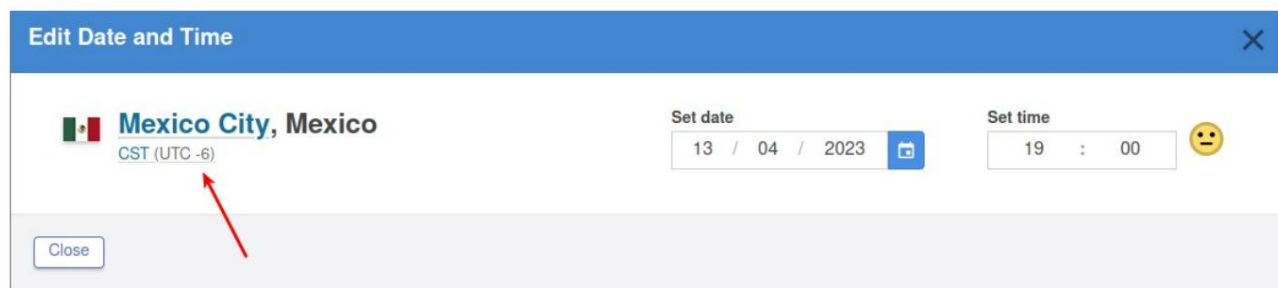 Edit Date and Time
Mexico City, Mexico
CST (UTC -6)
Set date
13 / 04 / 2023
Set time
19 : 00
Close